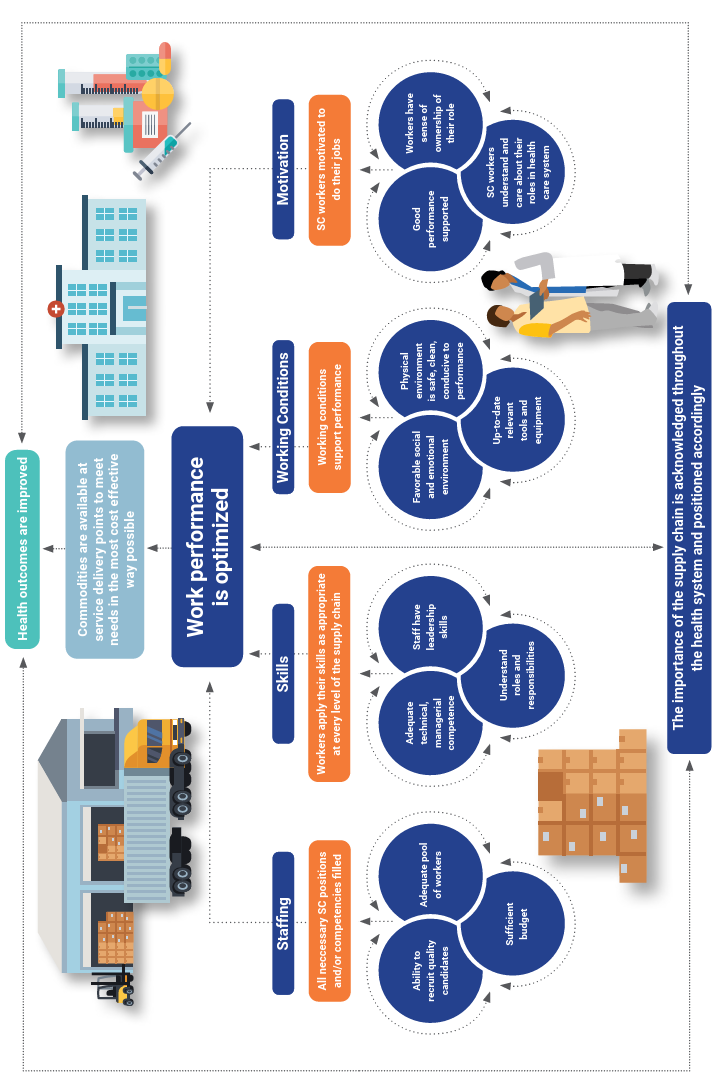 Health outcomes are improved
Commodities are available at
service delivery points to meet
needs in the most cost effective
way possible
Work performance
is optimized
Staffing
Skills
Working Conditions
Motivation
All neccessary SC positions
and/or competencies filled
Workers apply their skills as appropriate
at every level of the supply chain
Working conditions
support performance
SC workers motivated to
do their jobs
Ability to
recruit quality
candidates
Adequate pool
of workers
Sufficient
budget
Adequate
technical,
managerial
competence
Staff have
leadership
skills
Understand
roles and
responsibilities
Favorable social
and emotional
environment
Physical
environment
is safe, clean,
conducive to
performance
Up-to-date
relevant
tools and
equipment
Good
performance
supported
Workers have
sense of
ownership of
their role
SC workers
understand and
care about their
roles in health
care system
The importance of the supply chain is acknowledged throughout
the health system and positioned accordingly